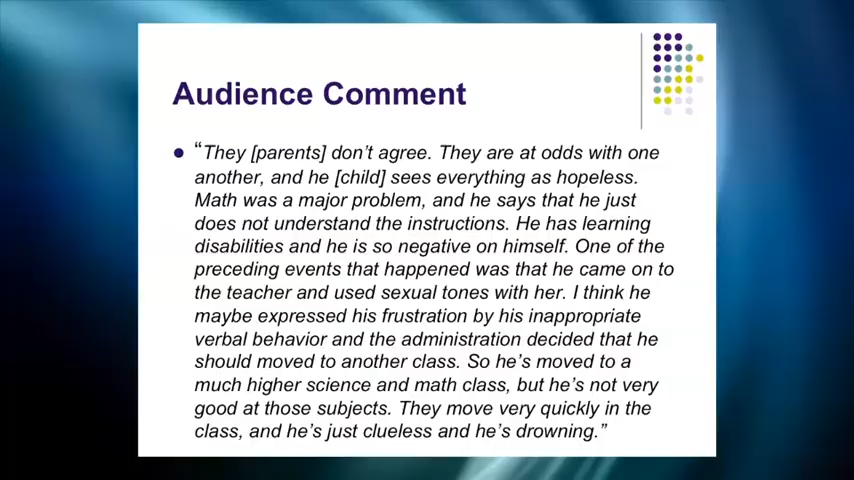 Audience Comment
● “They [parents] don’t agree. They are at odds with one
another, and he [child] sees everything as hopeless.
Math was a major problem, and he says that he just
does not understand the instructions. He has learning
disabilities and he is so negative on himself. One of the
preceding events that happened was that he came on to
the teacher and used sexual tones with her. I think he
maybe expressed his frustration by his inappropriate
verbal behavior and the administration decided that he
should moved to another class. So he’s moved to a
much higher science and math class, but he’s not very
good at those subjects. They move very quickly in the
class, and he’s just clueless and he’s drowning.”